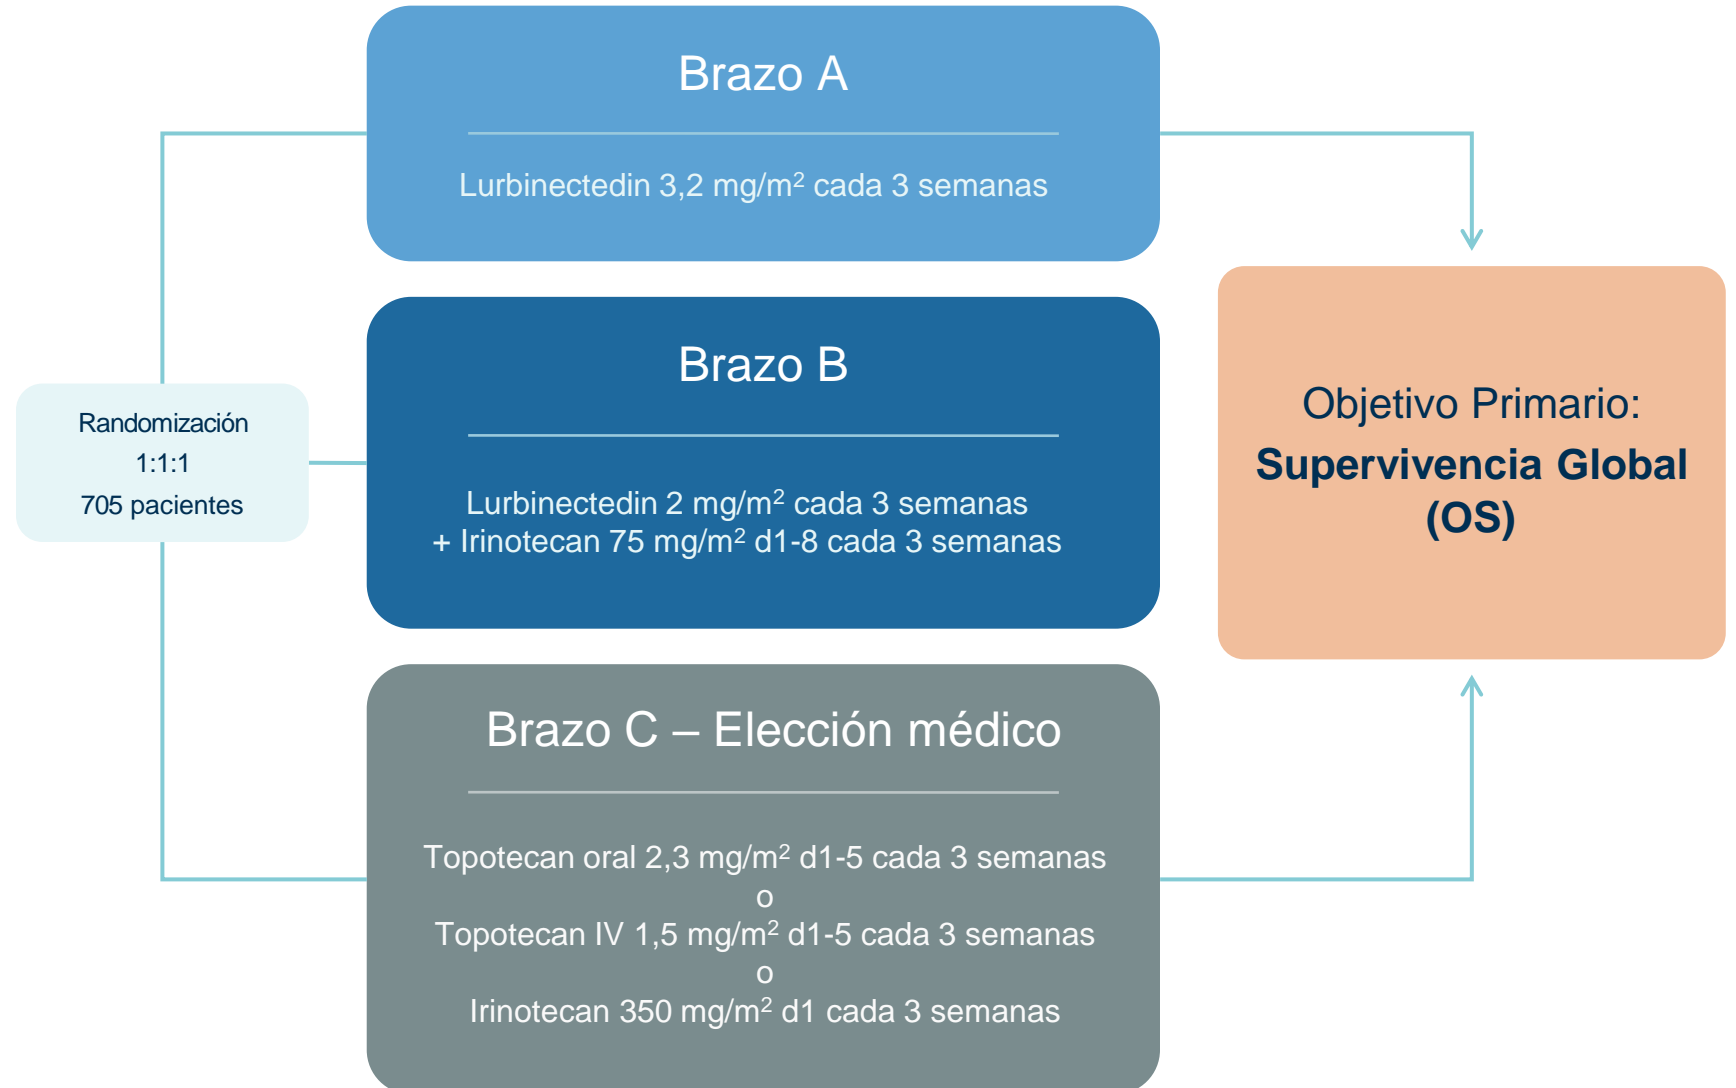 Brazo A
Lurbinectedin 3,2 mg/m² cada 3 semanas
Randomización
1:1:1
705 pacientes
Brazo B
Lurbinectedin 2 mg/m² cada 3 semanas
+ Irinotecan 75 mg/m² d1-8 cada 3 semanas
Brazo C – Elección médico
Topotecan oral 2,3 mg/m² d1-5 cada 3 semanas
o
Topotecan IV 1,5 mg/m² d1-5 cada 3 semanas
o
Irinotecan 350 mg/m² d1 cada 3 semanas
Objetivo Primario:
Supervivencia Global
(OS)